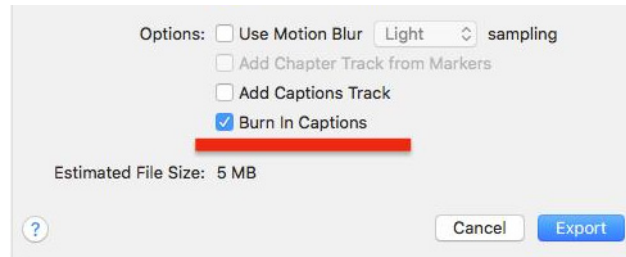 Options: Use Motion Blur Light sampling
Add Chapter Track from Markers
Add Captions Track
Burn In Captions
Estimated File Size: 5 MB
? Cancel Export